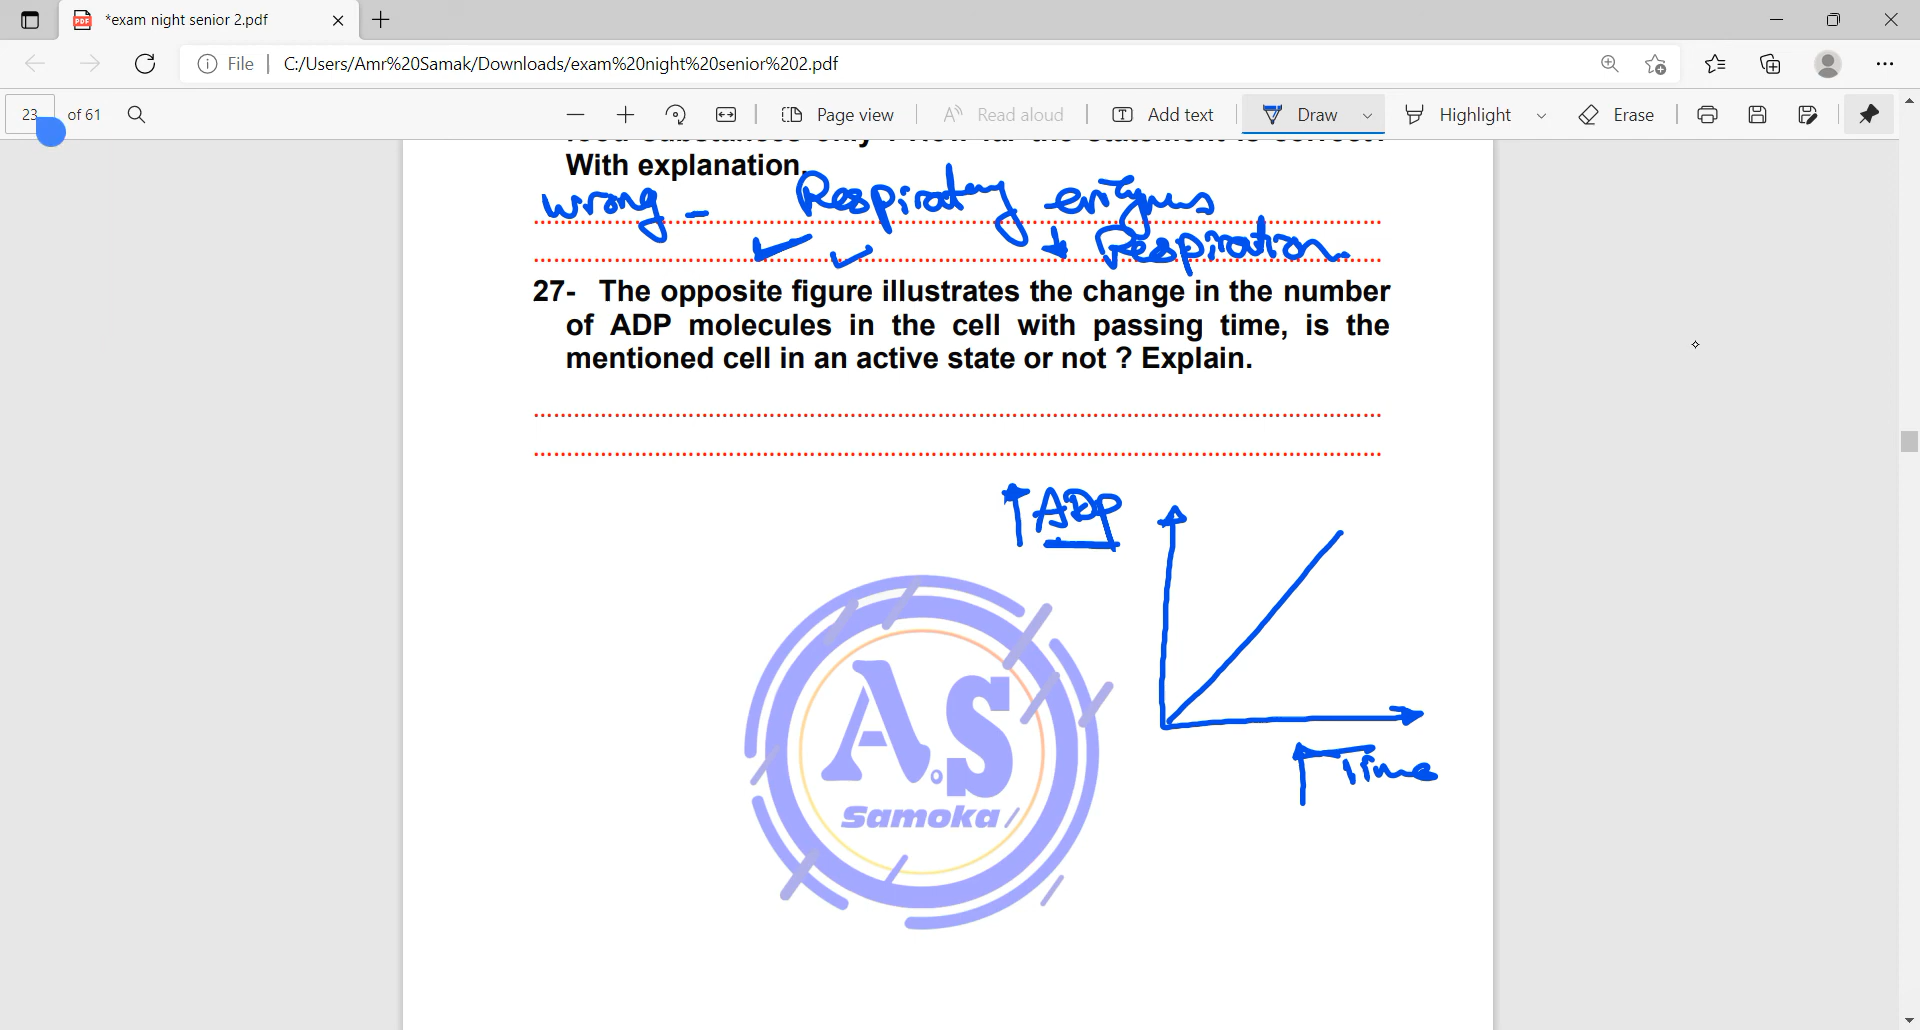 *exam night senior 2.pdf
File
C:/Users/Amr%20Samak/Downloads/exam%20night%20senior%202.pdf
23 of 61
Page view
Read aloud
Add text
Draw
Highlight
Erase
With explanation.
wrong - Respiratory enzymes
Respiration
27- The opposite figure illustrates the change in the number
of ADP molecules in the cell with passing time, is the
mentioned cell in an active state or not ? Explain.
ADP
A.S
Samoka
Time